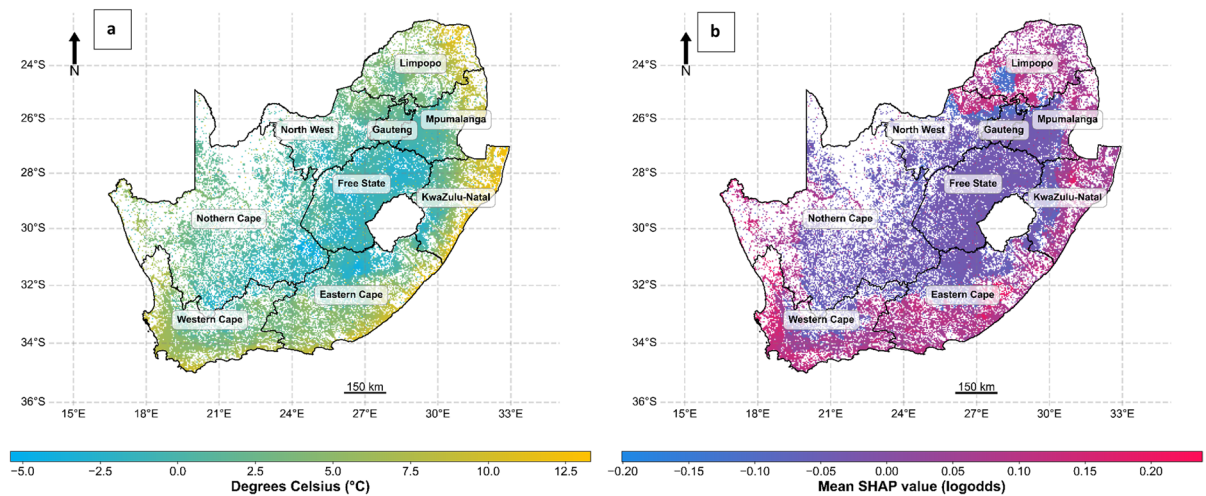 a
N
24°S
26°S
28°S
30°S
32°S
34°S
36°S
Limpopo
North West
Gauteng
Mpumalanga
Free State
KwaZulu-Natal
Nothern Cape
Eastern Cape
Western Cape
150 km
15°E 18°E 21°E 24°E 27°E 30°E 33°E
−5.0 −2.5 0.0 2.5 5.0 7.5 10.0 12.5
Degrees Celsius (°C)
b
N
24°S
26°S
28°S
30°S
32°S
34°S
36°S
Limpopo
North West
Gauteng
Mpumalanga
Free State
KwaZulu-Natal
Nothern Cape
Eastern Cape
Western Cape
150 km
15°E 18°E 21°E 24°E 27°E 30°E 33°E
−0.20 −0.15 −0.10 −0.05 0.00 0.05 0.10 0.15 0.20
Mean SHAP value (logodds)